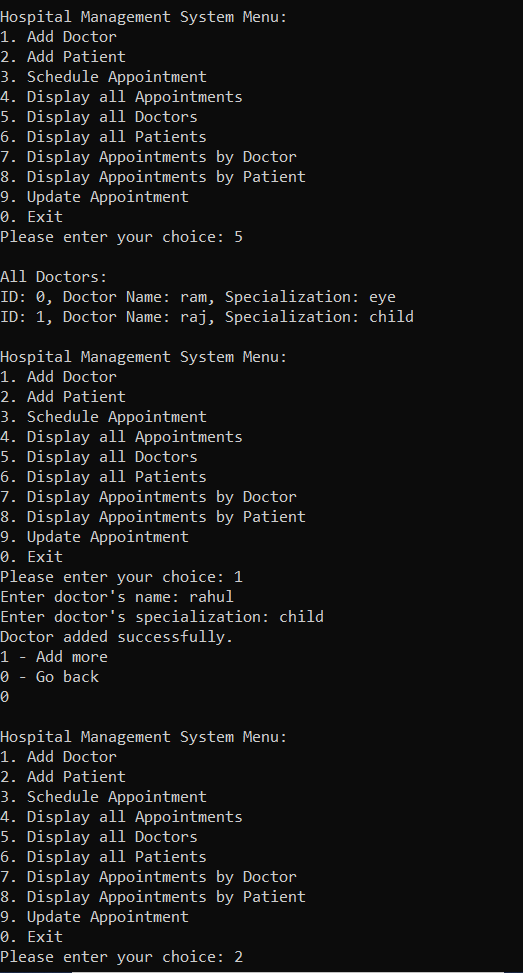 Hospital Management System Menu:
1. Add Doctor
2. Add Patient
3. Schedule Appointment
4. Display all Appointments
5. Display all Doctors
6. Display all Patients
7. Display Appointments by Doctor
8. Display Appointments by Patient
9. Update Appointment
0. Exit
Please enter your choice: 5
All Doctors:
ID: 0, Doctor Name: ram, Specialization: eye
ID: 1, Doctor Name: raj, Specialization: child
Hospital Management System Menu:
1. Add Doctor
2. Add Patient
3. Schedule Appointment
4. Display all Appointments
5. Display all Doctors
6. Display all Patients
7. Display Appointments by Doctor
8. Display Appointments by Patient
9. Update Appointment
0. Exit
Please enter your choice: 1
Enter doctor's name: rahul
Enter doctor's specialization: child
Doctor added successfully.
1 - Add more
0 - Go back
0
Hospital Management System Menu:
1. Add Doctor
2. Add Patient
3. Schedule Appointment
4. Display all Appointments
5. Display all Doctors
6. Display all Patients
7. Display Appointments by Doctor
8. Display Appointments by Patient
9. Update Appointment
0. Exit
Please enter your choice: 2